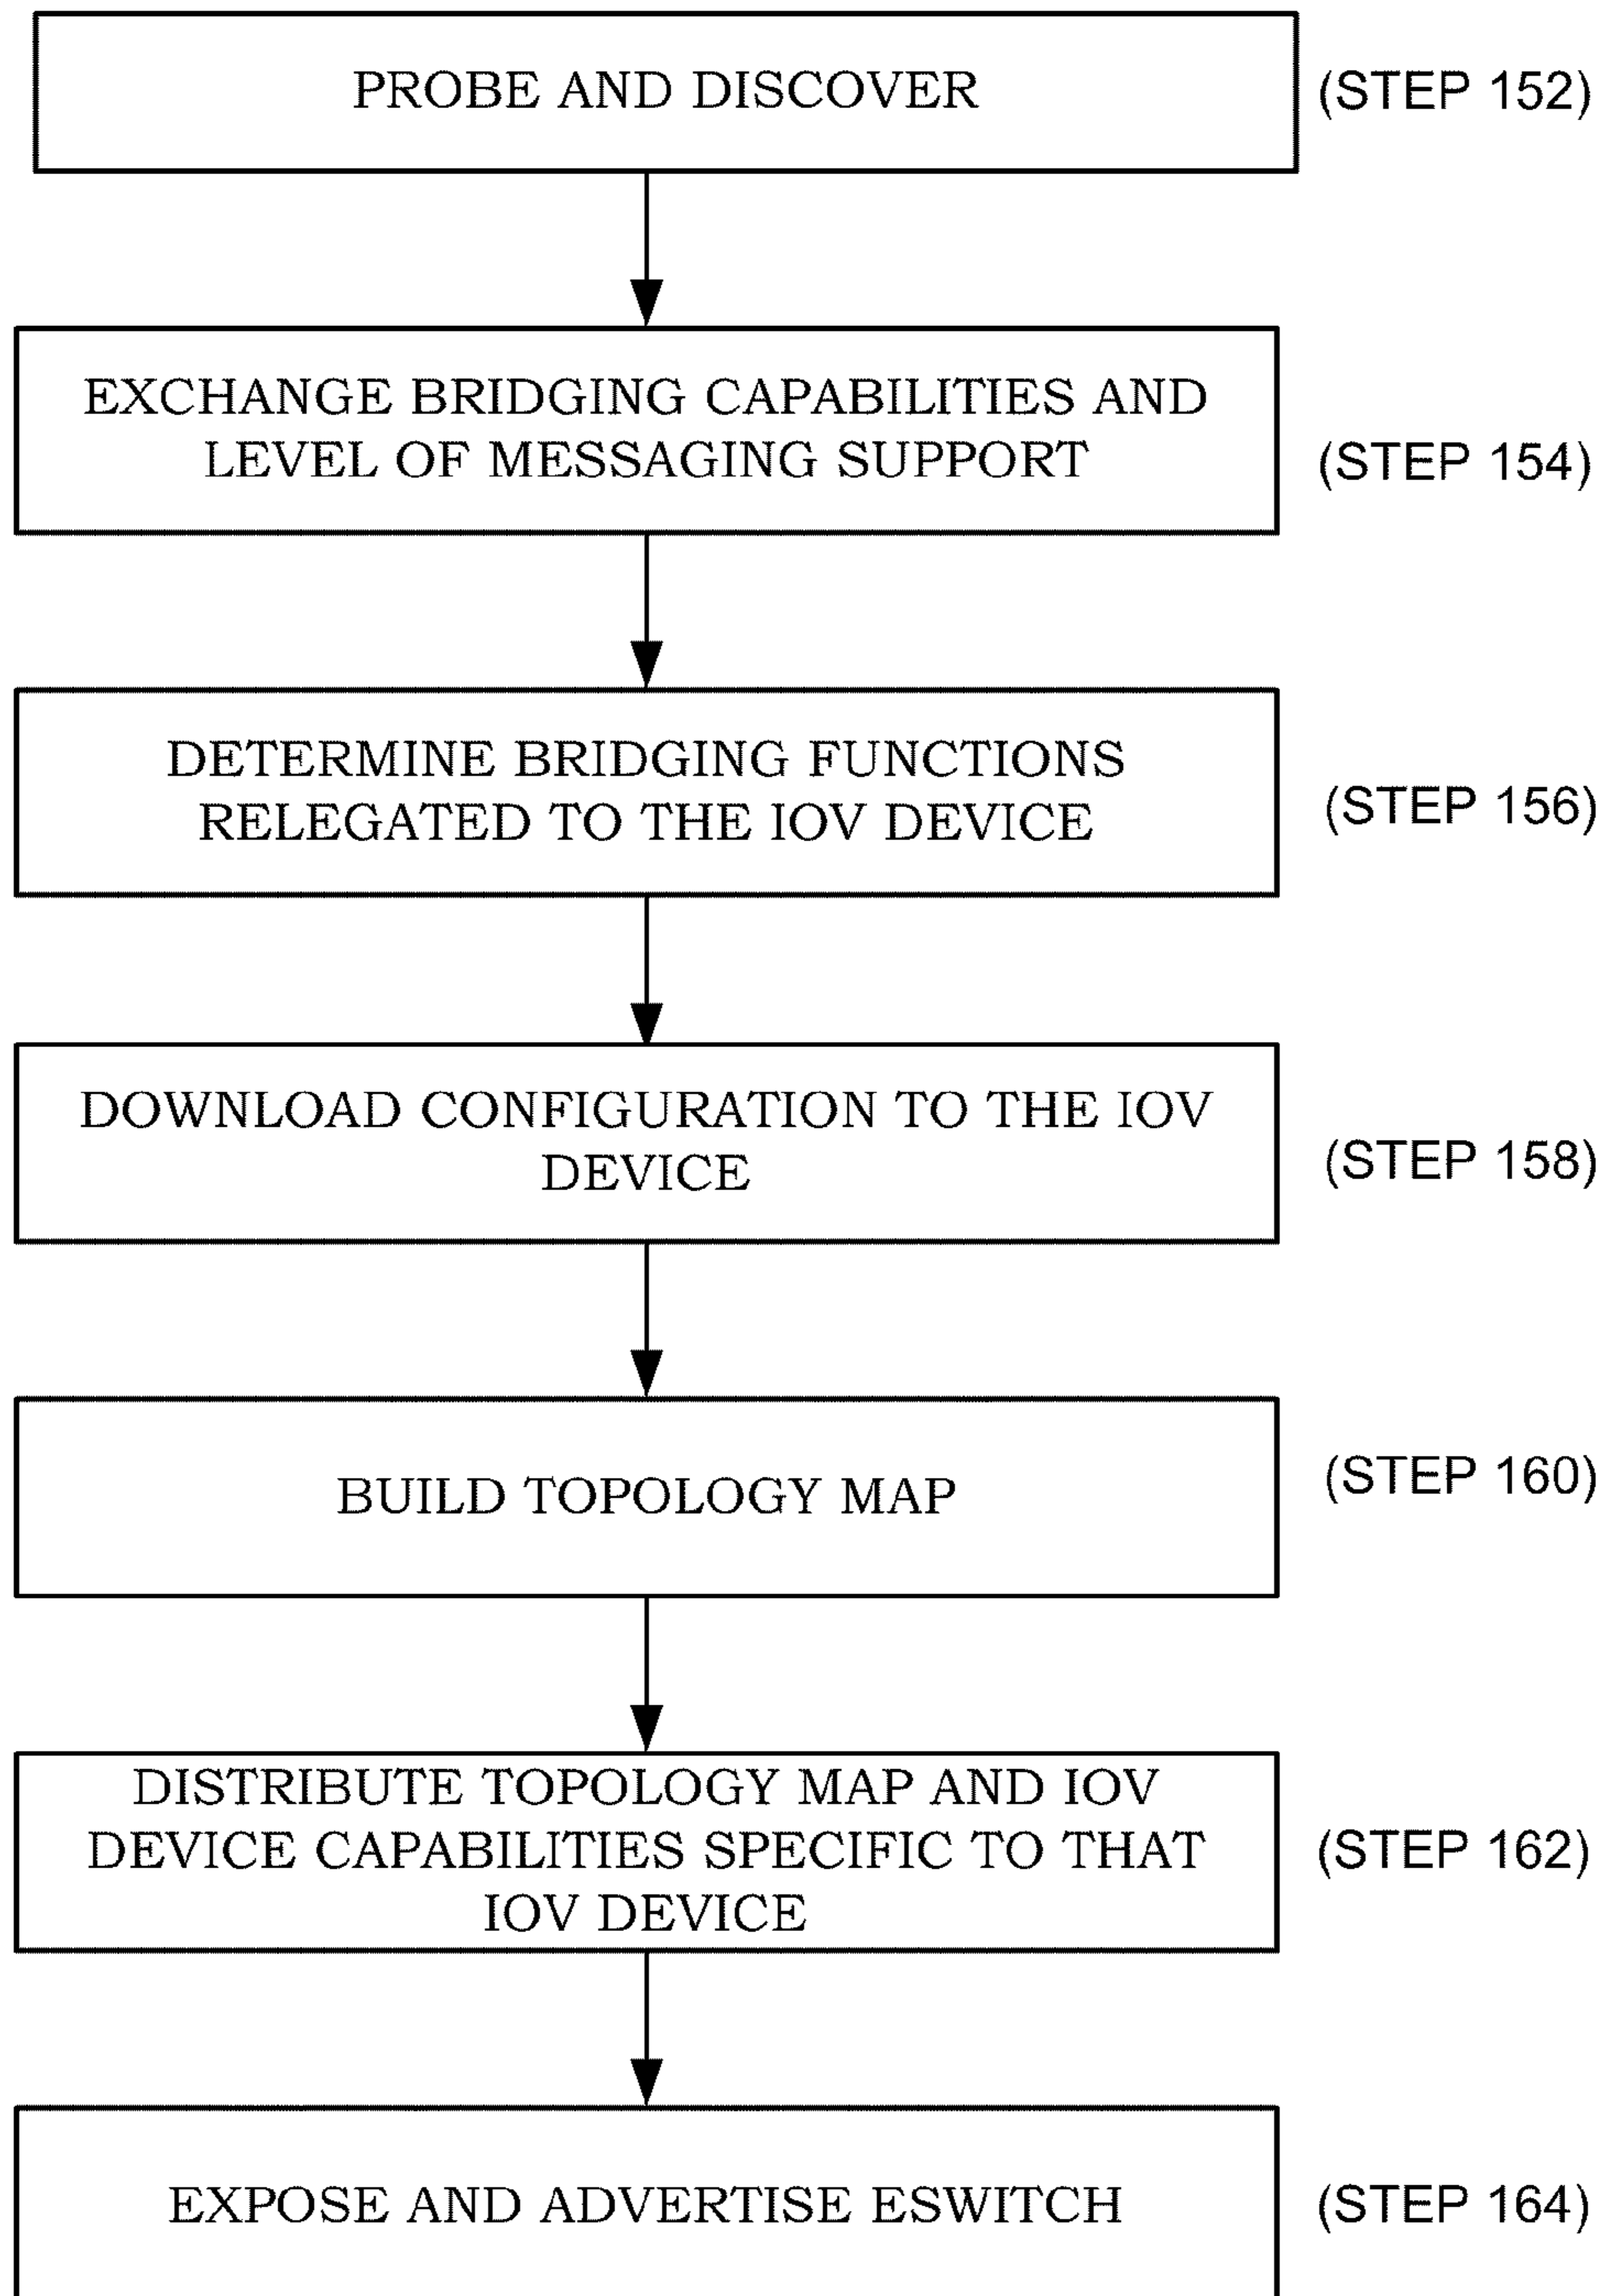 PROBE AND DISCOVER
(STEP 152)
EXCHANGE BRIDGING CAPABILITIES AND
LEVEL OF MESSAGING SUPPORT
(STEP 154)
DETERMINE BRIDGING FUNCTIONS
RELEGATED TO THE IOV DEVICE
(STEP 156)
DOWNLOAD CONFIGURATION TO THE IOV
DEVICE
(STEP 158)
BUILD TOPOLOGY MAP
(STEP 160)
DISTRIBUTE TOPOLOGY MAP AND IOV
DEVICE CAPABILITIES SPECIFIC TO THAT
IOV DEVICE
(STEP 162)
EXPOSE AND ADVERTISE ESWITCH
(STEP 164)